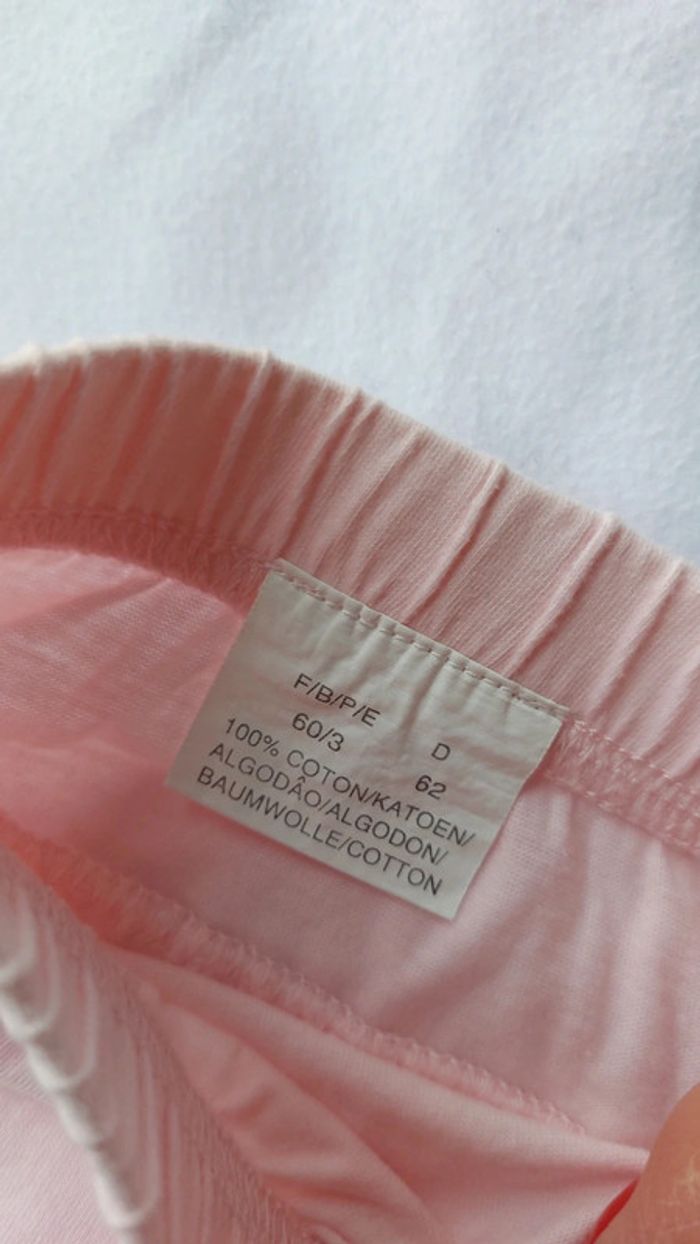 F/B/P/E D
60/3 62
100% COTON/KATOEN/
ALGODÂO/ALGODON/
BAUMWOLLE/COTTON